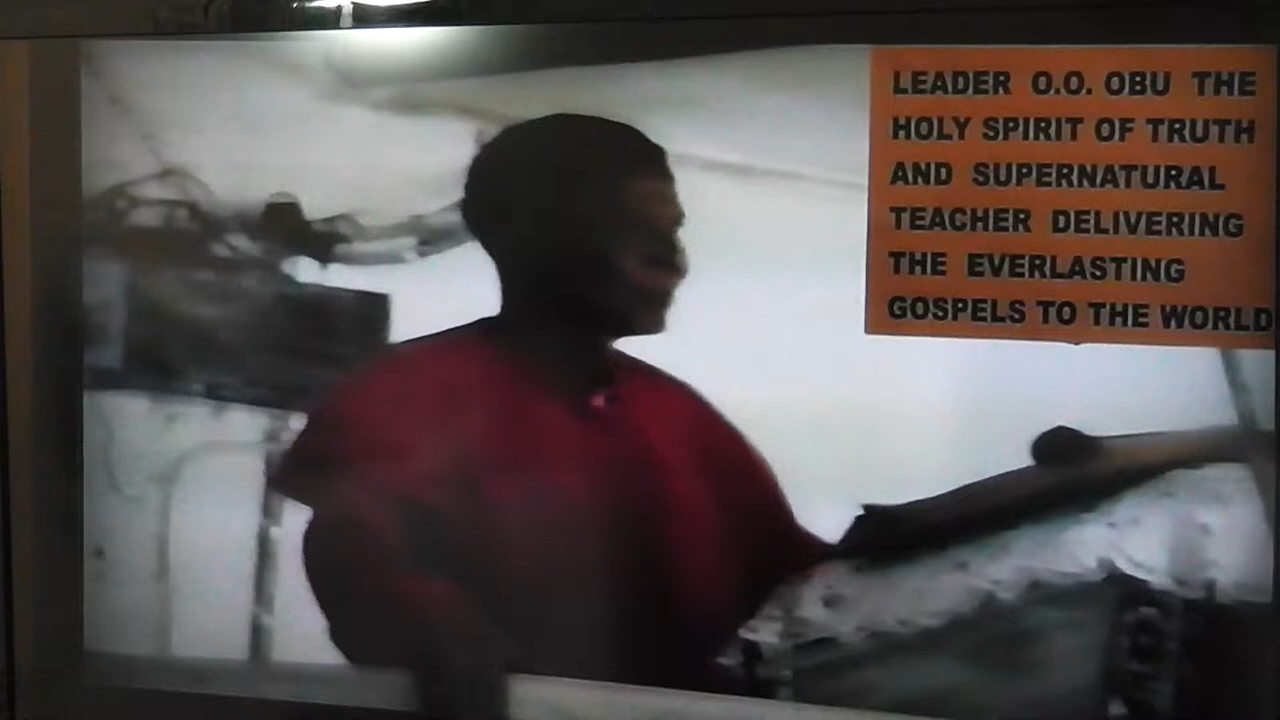 LEADER O.O. OBU THE
HOLY SPIRIT OF TRUTH
AND SUPERNATURAL
TEACHER DELIVERING
THE EVERLASTING
GOSPELS TO THE WORLD